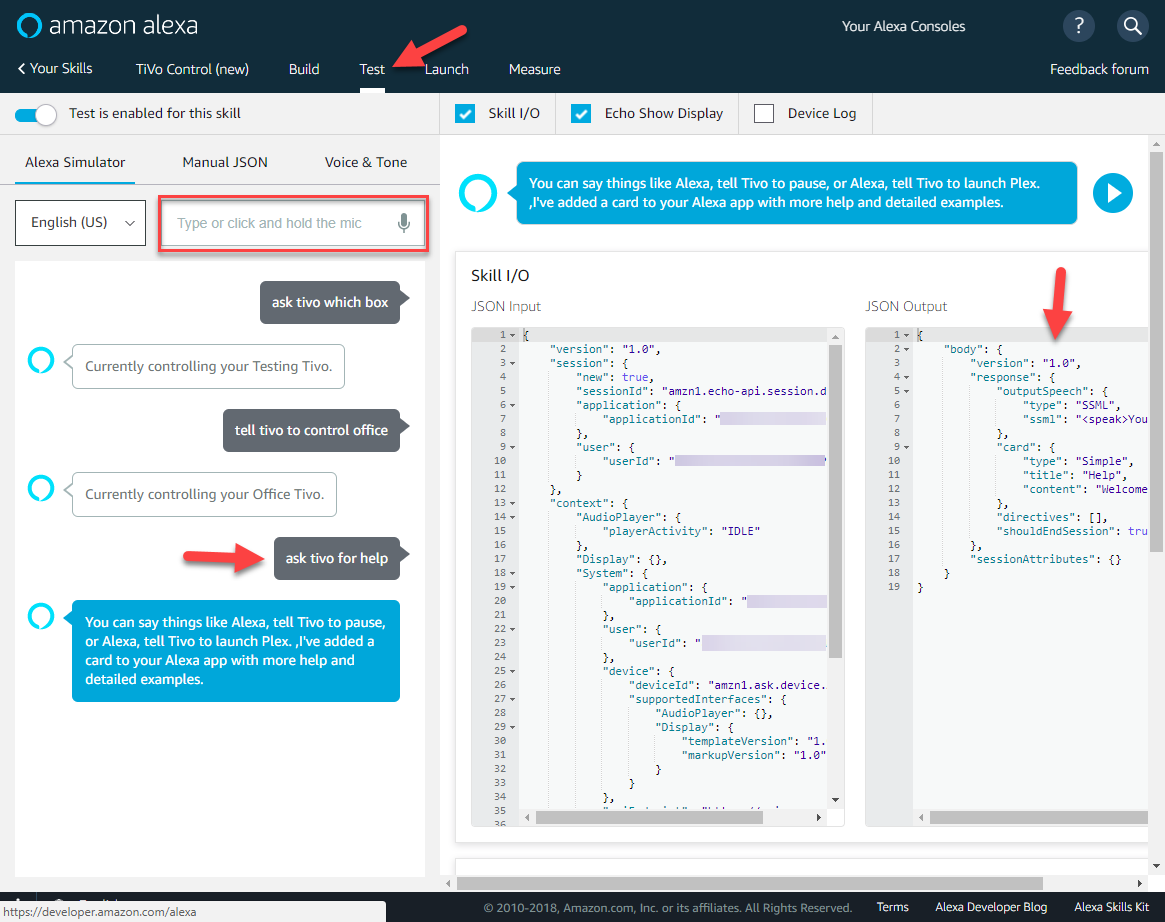 amazon alexa
Your Alexa Consoles
?
Your Skills
TiVo Control (new)
Build
Test
Launch
Measure
Feedback forum
Test is enabled for this skill
Skill I/O
Echo Show Display
Device Log
Alexa Simulator
Manual JSON
Voice & Tone
English (US)
Type or click and hold the mic
ask tivo which box
Currently controlling your Testing Tivo.
tell tivo to control office
Currently controlling your Office Tivo.
ask tivo for help
You can say things like Alexa, tell Tivo to pause,
or Alexa, tell Tivo to launch Plex. ,I've added a
card to your Alexa app with more help and
detailed examples.
You can say things like Alexa, tell Tivo to pause, or Alexa, tell Tivo to launch Plex.
,I've added a card to your Alexa app with more help and detailed examples.
Skill I/O
JSON Input
1 {
2 "version": "1.0",
3 "session": {
4 "new": true,
5 "sessionId": "amzn1.echo-api.session.d
6 "application": {
7 "applicationId": "
8 },
9 "user": {
10 "userId": "
11 }
12 },
13 "context": {
14 "AudioPlayer": {
15 "playerActivity": "IDLE"
16 },
17 "Display": {},
18 "System": {
19 "application": {
20 "applicationId": "
21 },
22 "user": {
23 "userId": "
24 },
25 "device": {
26 "deviceId": "amzn1.ask.device.
27 "supportedInterfaces": {
28 "AudioPlayer": {},
29 "Display": {
30 "templateVersion": "1.
31 "markupVersion": "1.0"
32 }
33 }
34 },
35
36
JSON Output
1 {
2 "body": {
3 "version": "1.0",
4 "response": {
5 "outputSpeech": {
6 "type": "SSML",
7 "ssml": "<speak>You
8 },
9 "card": {
10 "type": "Simple",
11 "title": "Help",
12 "content": "Welcome
13 },
14 "directives": [],
15 "shouldEndSession": tru
16 },
17 "sessionAttributes": {}
18 }
19 }
https://developer.amazon.com/alexa
© 2010-2018, Amazon.com, Inc. or its affiliates. All Rights Reserved.
Terms
Alexa Developer Blog
Alexa Skills Kit